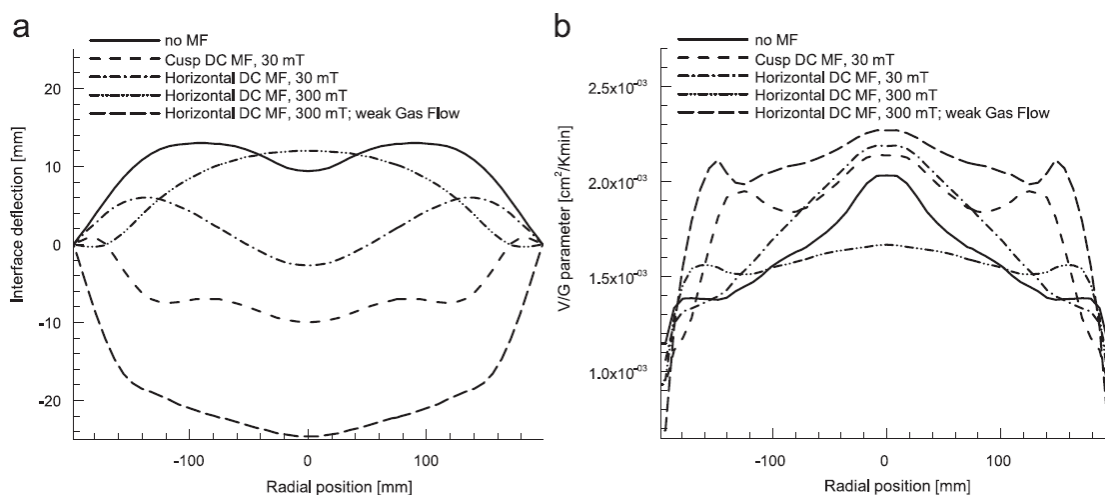 a
no MF
Cusp DC MF, 30 mT
Horizontal DC MF, 30 mT
Horizontal DC MF, 300 mT
Horizontal DC MF, 300 mT; weak Gas Flow
Interface deflection [mm]
20
10
0
-10
-20
-100 0 100
Radial position [mm]
b
no MF
Cusp DC MF, 30 mT
Horizontal DC MF, 30 mT
Horizontal DC MF, 300 mT
Horizontal DC MF, 300 mT; weak Gas Flow
V/G parameter [cm²/Kmin]
2.5x10⁻⁰³
2.0x10⁻⁰³
1.5x10⁻⁰³
1.0x10⁻⁰³
-100 0 100
Radial position [mm]